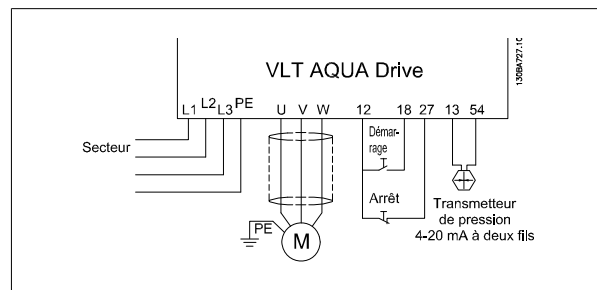 VLT AQUA Drive
130BA727.10
L1 L2 L3 PE U V W 12 18 27 13 54
Secteur
Démar-
rage
Arrêt
PE
M
Transmetteur
de pression
4-20 mA à deux fils